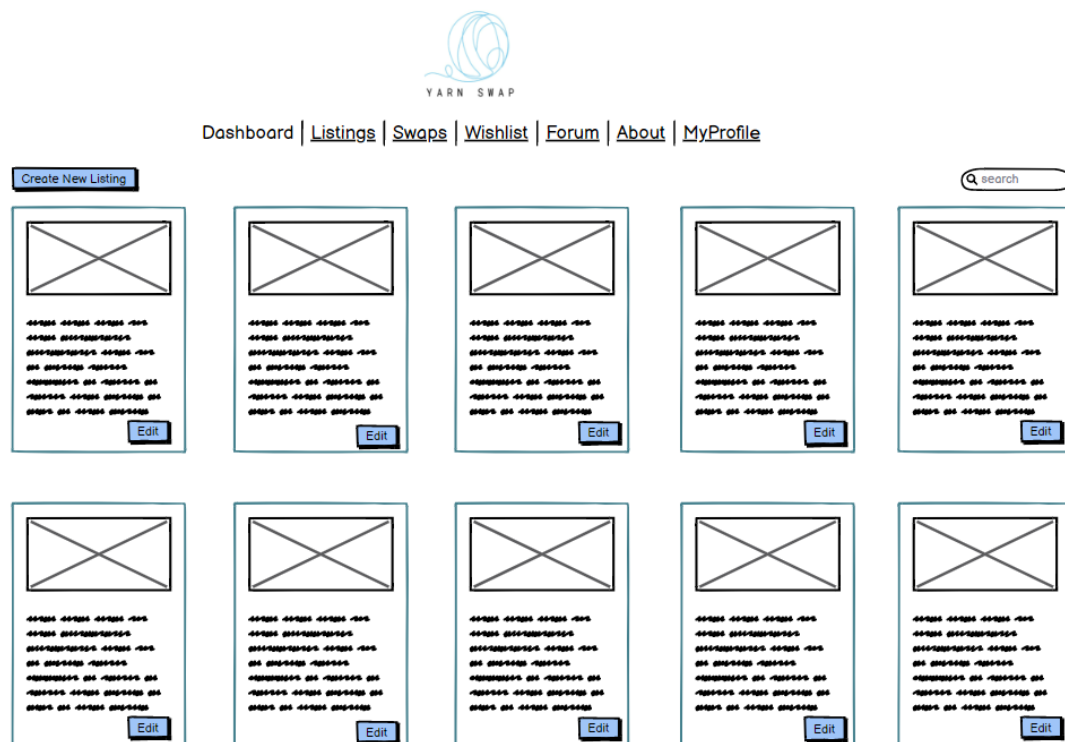 YARN SWAP
Dashboard | Listings | Swaps | Wishlist | Forum | About | MyProfile
Create New Listing
search
Edit Edit Edit Edit Edit
Edit Edit Edit Edit Edit